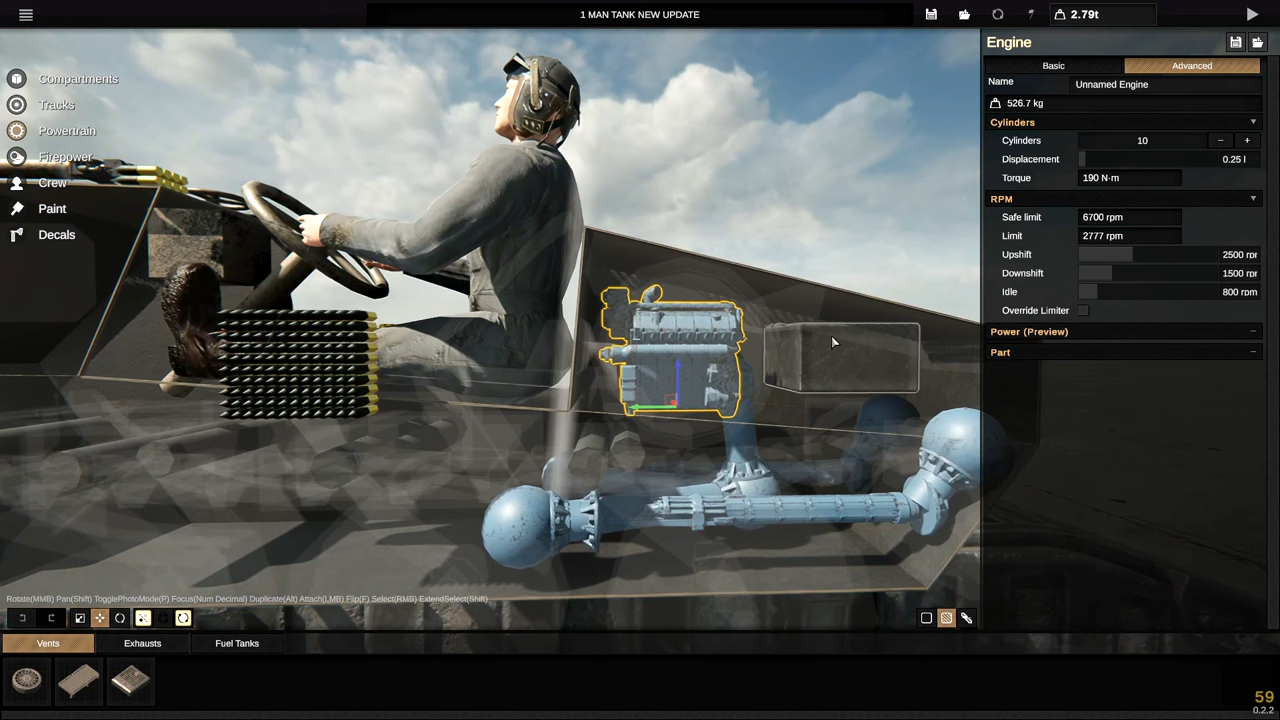 1 MAN TANK NEW UPDATE
2.79t
Compartments
Tracks
Powertrain
Firepower
Crew
Paint
Decals
Engine
Basic Advanced
Name Unnamed Engine
526.7 kg
Cylinders
Cylinders 10 − +
Displacement 0.25 l
Torque 190 N·m
RPM
Safe limit 6700 rpm
Limit 2777 rpm
Upshift 2500 rpm
Downshift 1500 rpm
Idle 800 rpm
Override Limiter
Power (Preview) −
Part −
Rotate(MMB) Pan(Shift) TogglePhotoMode(P) Focus(Num Decimal) Duplicate(Alt) Attach(LMB) Flip(F) Select(RMB) ExtendSelect(Shift)
Vents Exhausts Fuel Tanks
59
0.2.2